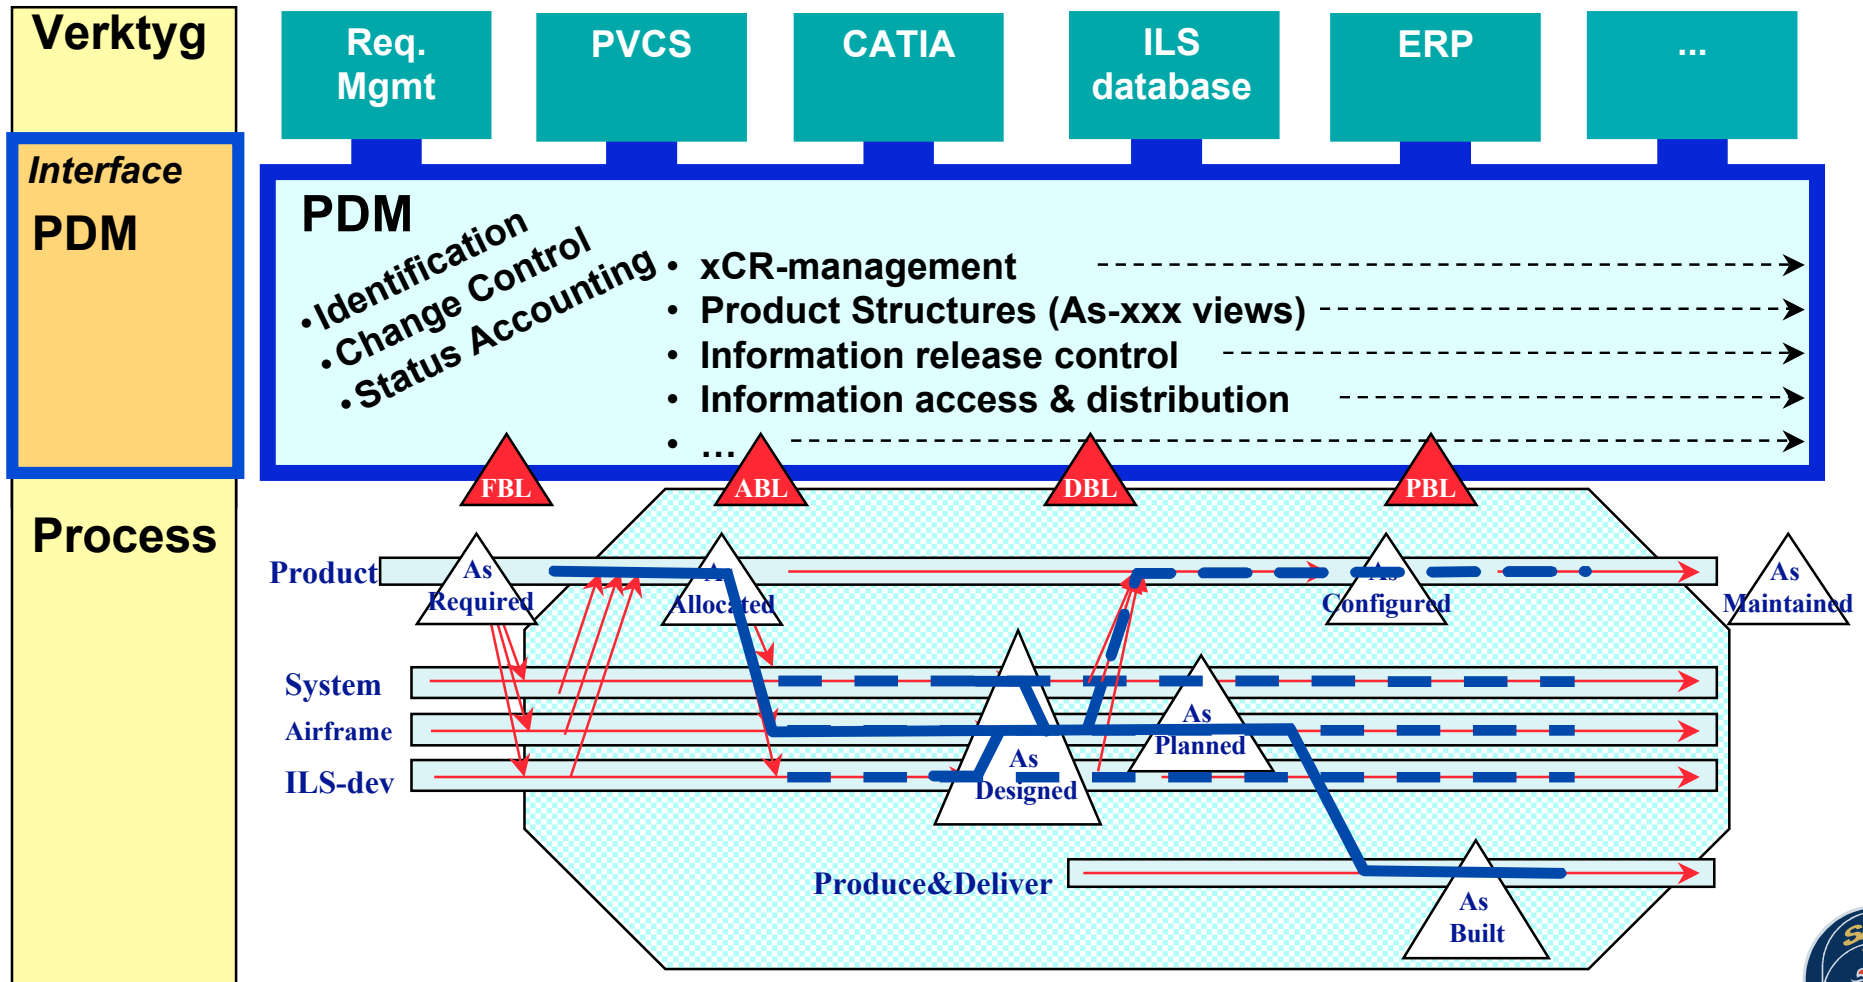 Verktyg
Req.
Mgmt
PVCS
CATIA
ILS
database
ERP
...
Interface
PDM
PDM
•Identification
•Change Control
•Status Accounting
• xCR-management
• Product Structures (As-xxx views)
• Information release control
• Information access & distribution
• ...
FBL
ABL
DBL
PBL
Process
Product
As
Required
As
Allocated
As
Configured
As
Maintained
System
Airframe
ILS-dev
As
Planned
As
Designed
Produce&Deliver
As
Built